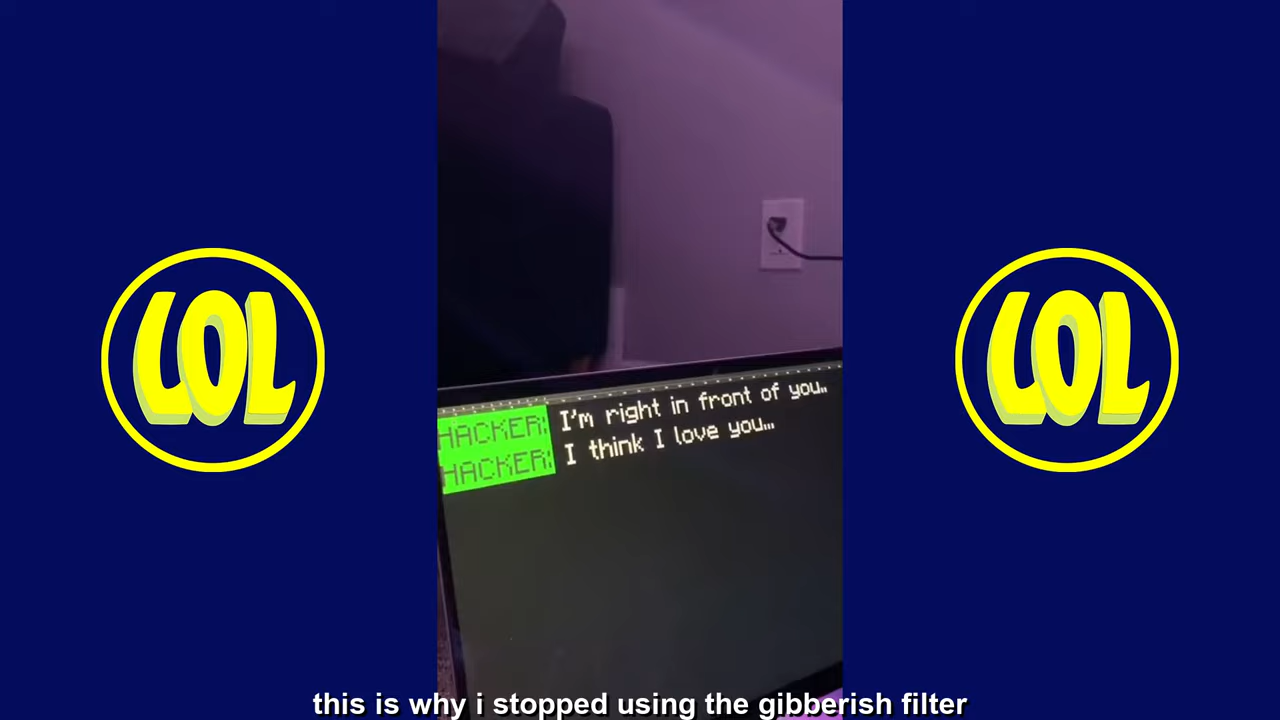 LOL
LOL
HACKER: I'm right in front of you..
HACKER: I think I love you...
this is why i stopped using the gibberish filter